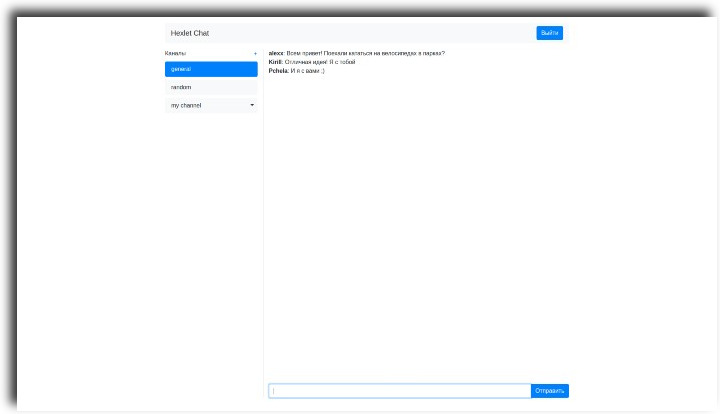 Hexlet Chat
Выйти
Каналы +
general
random
my channel
alexx: Всем привет! Поехали кататься на велосипедах в парках?
Kirill: Отличная идея! Я с тобой
Pchela: И я с вами ;)
Отправить